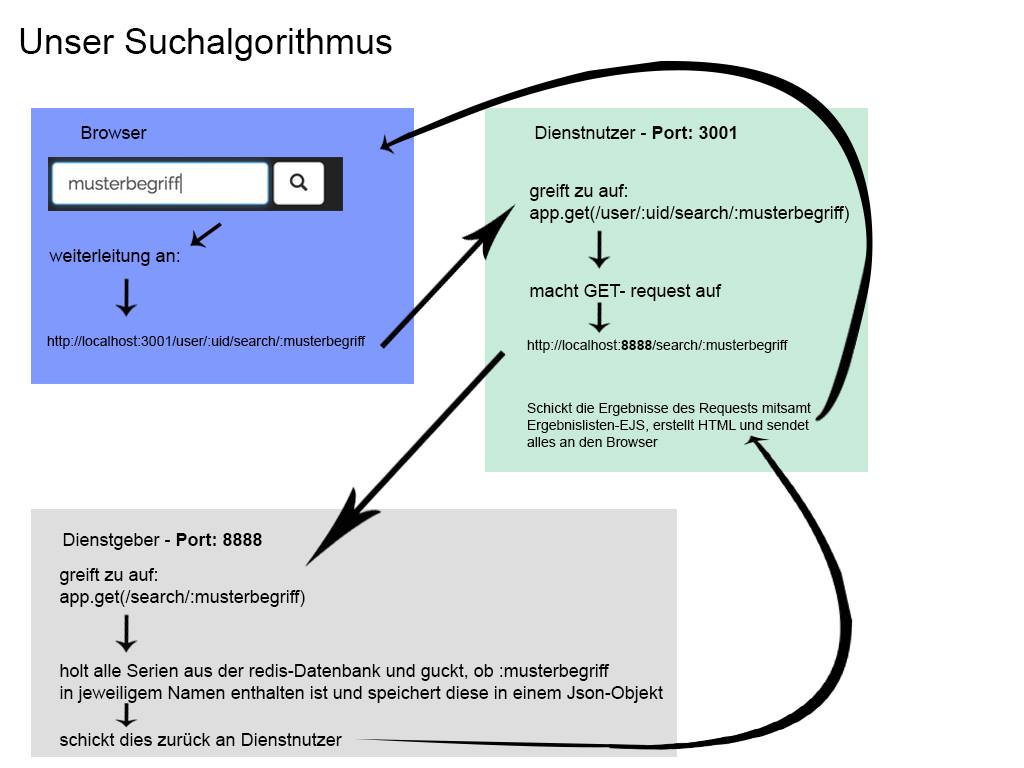 Unser Suchalgorithmus
Browser
musterbegriff
weiterleitung an:
http://localhost:3001/user/:uid/search/:musterbegriff
Dienstnutzer - Port: 3001
greift zu auf:
app.get(/user/:uid/search/:musterbegriff)
macht GET- request auf
http://localhost:8888/search/:musterbegriff
Schickt die Ergebnisse des Requests mitsamt
Ergebnislisten-EJS, erstellt HTML und sendet
alles an den Browser
Dienstgeber - Port: 8888
greift zu auf:
app.get(/search/:musterbegriff)
holt alle Serien aus der redis-Datenbank und guckt, ob :musterbegriff
in jeweiligem Namen enthalten ist und speichert diese in einem Json-Objekt
schickt dies zurück an Dienstnutzer